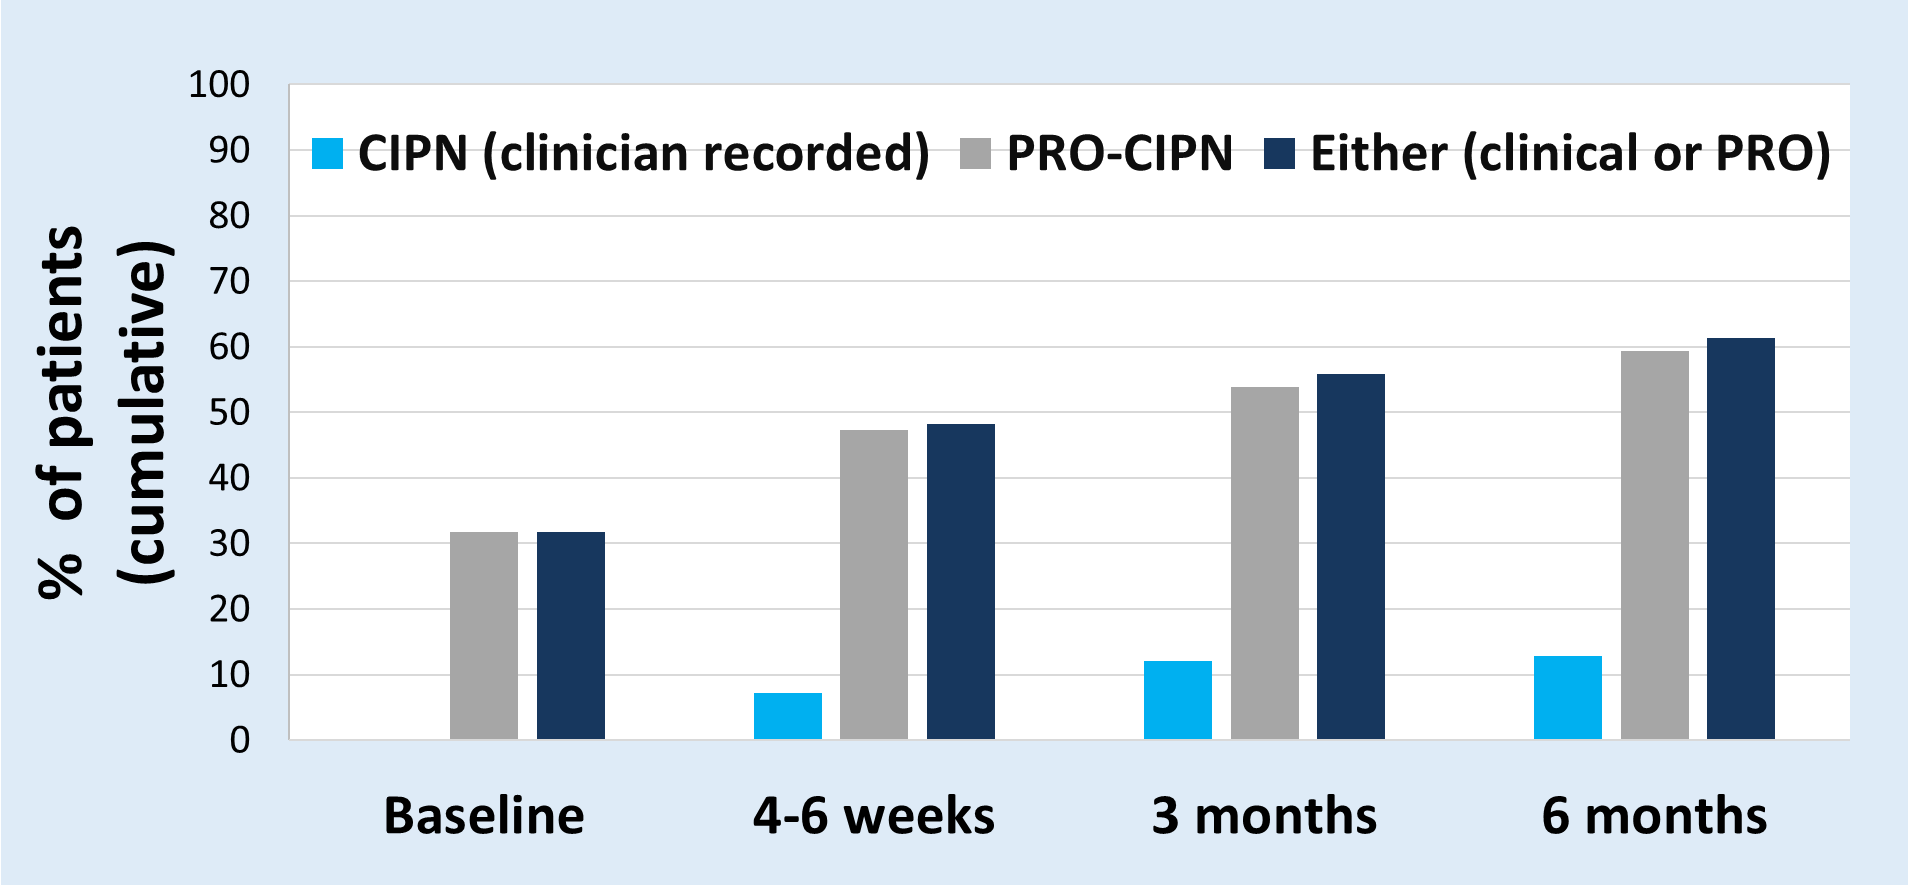 % of patients
(cumulative)
100
90
80
70
60
50
40
30
20
10
0
CIPN (clinician recorded) PRO-CIPN Either (clinical or PRO)
Baseline 4-6 weeks 3 months 6 months